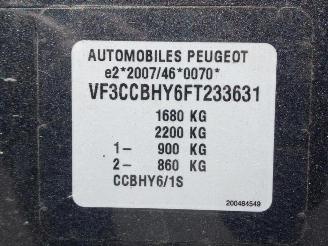 AUTOMOBILES PEUGEOT
e2*2007/46*0070*
VF3CCBHY6FT233631
1680 KG
2200 KG
1- 900 KG
2- 860 KG
CCBHY6/1S
200484549